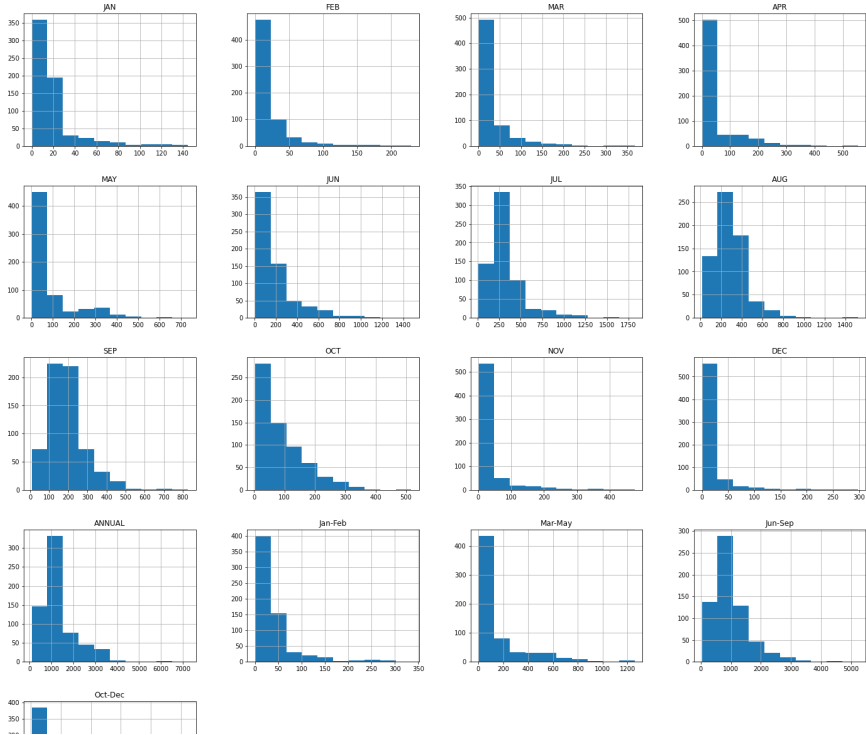 JAN FEB MAR APR
350 300 250 200 150 100 50 0
0 20 40 60 80 100 120 140
400 300 200 100 0
0 50 100 150 200
500 400 300 200 100 0
0 50 100 150 200 250 300 350
500 400 300 200 100 0
0 100 200 300 400 500
MAY JUN JUL AUG
400 300 200 100 0
0 100 200 300 400 500 600 700
350 300 250 200 150 100 50 0
0 200 400 600 800 1000 1200 1400
350 300 250 200 150 100 50 0
0 250 500 750 1000 1250 1500 1750
250 200 150 100 50 0
0 200 400 600 800 1000 1200 1400
SEP OCT NOV DEC
200 150 100 50 0
0 100 200 300 400 500 600 700 800
250 200 150 100 50 0
0 100 200 300 400 500
500 400 300 200 100 0
0 100 200 300 400
500 400 300 200 100 0
0 50 100 150 200 250 300
ANNUAL Jan-Feb Mar-May Jun-Sep
300 250 200 150 100 50 0
0 1000 2000 3000 4000 5000 6000 7000
400 350 300 250 200 150 100 50 0
0 50 100 150 200 250 300 350
400 300 200 100 0
0 200 400 600 800 1000 1200
300 250 200 150 100 50 0
0 1000 2000 3000 4000 5000
Oct-Dec
400 350